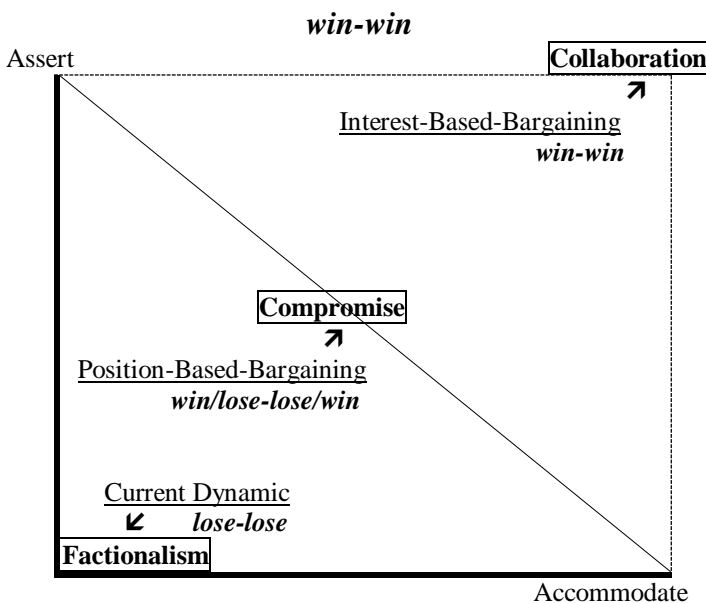 win-win
Assert
Collaboration
Interest-Based-Bargaining
win-win
Compromise
Position-Based-Bargaining
win/lose-lose/win
Current Dynamic
lose-lose
Factionalism
Accommodate